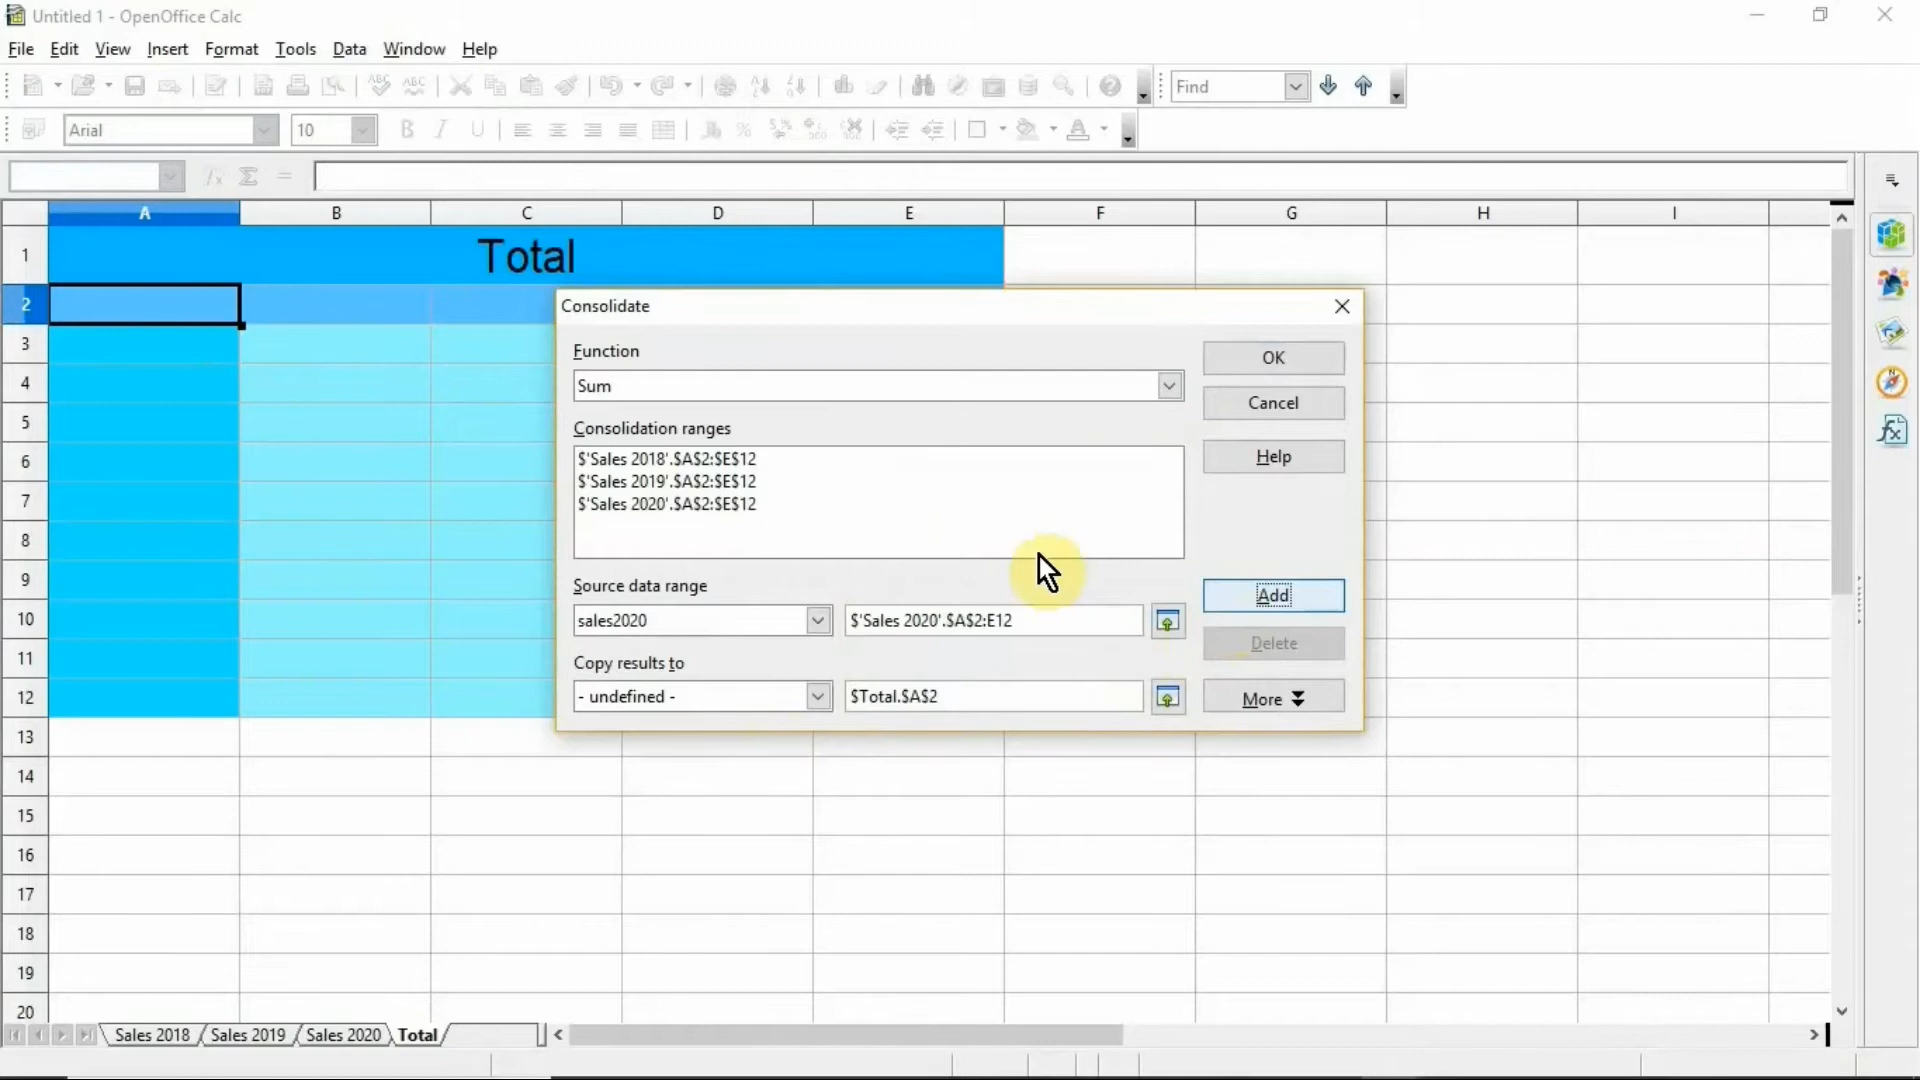 Untitled 1 - OpenOffice Calc
File Edit View Insert Format Tools Data Window Help
Find
Arial 10
A B C D E F G H I
1 Total
2
3
4
5
6
7
8
9
10
11
12
13
14
15
16
17
18
19
20
Consolidate
Function
Sum
OK
Cancel
Help
Consolidation ranges
$'Sales 2018'.$A$2:$E$12
$'Sales 2019'.$A$2:$E$12
$'Sales 2020'.$A$2:$E$12
Source data range
sales2020 $'Sales 2020'.$A$2:E12
Add
Delete
Copy results to
- undefined - $Total.$A$2
More
Sales 2018 Sales 2019 Sales 2020 Total